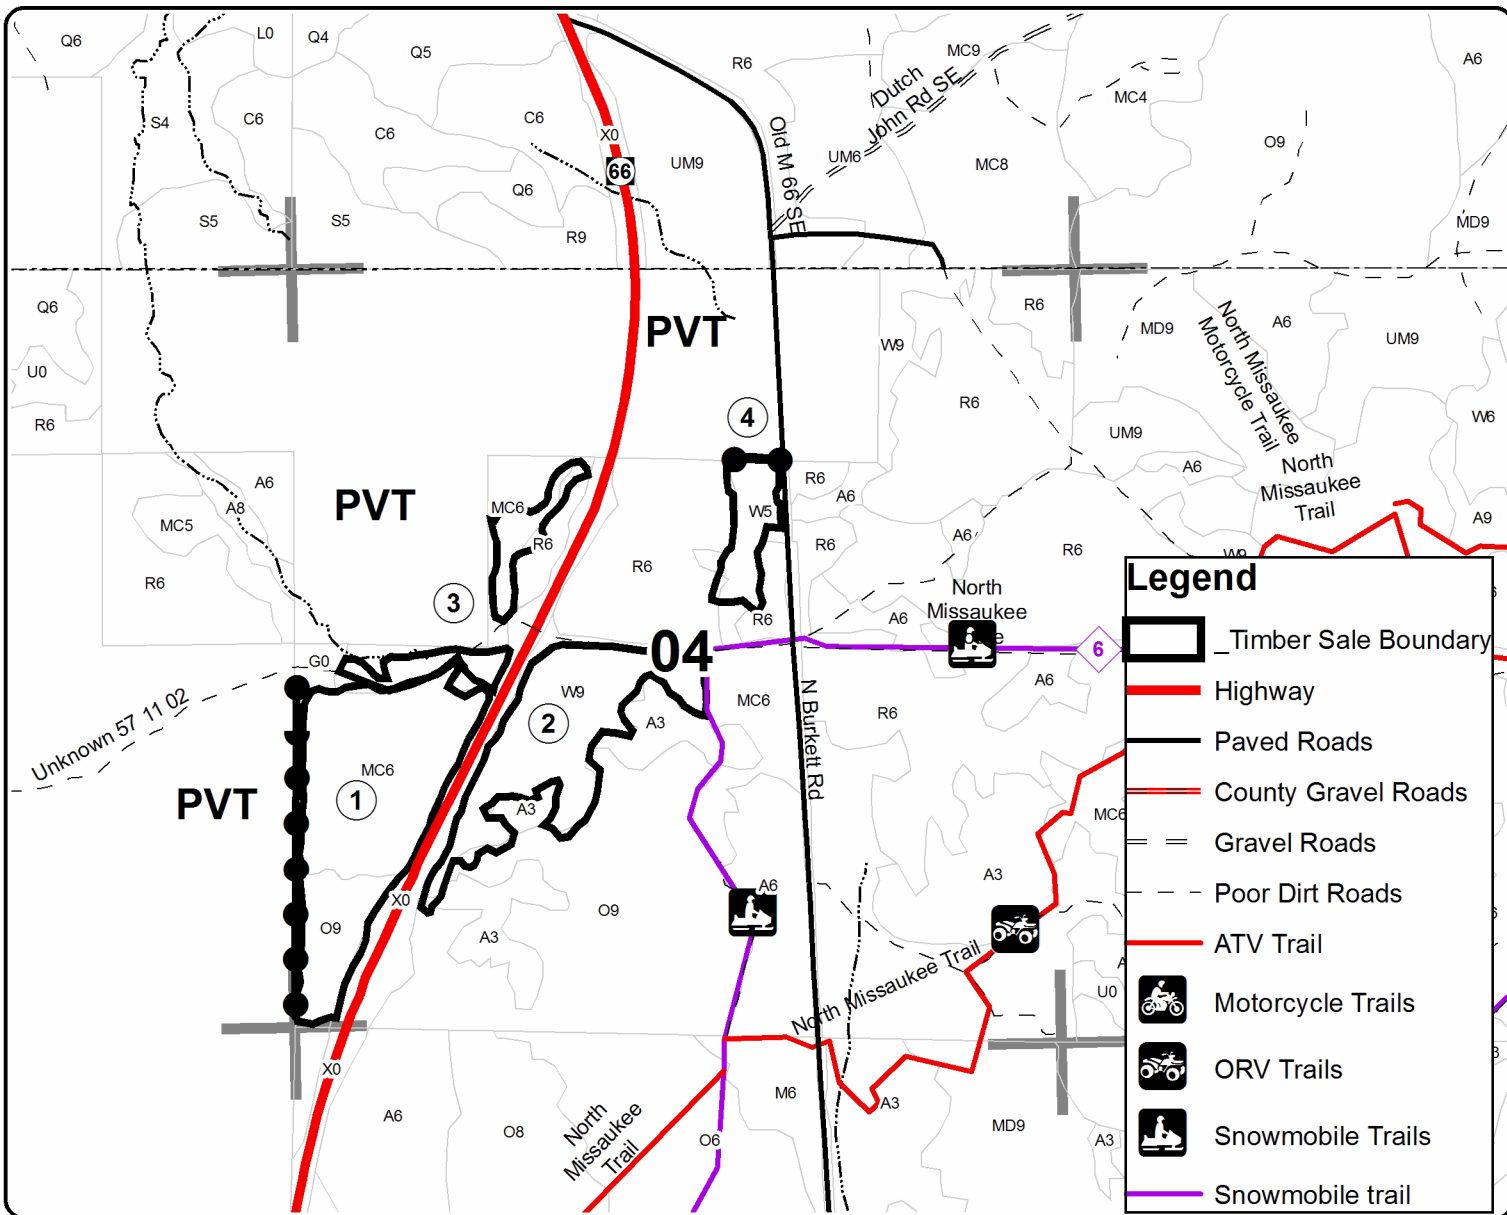 Q6
L0
Q4
Q5
R6
MC9
A6
Dutch
John Rd SE
MC4
S4
C6
C6
C6
X0
66
UM9
Old M 66 SE
UM6
MC8
O9
Q6
S5
S5
R9
MD9
Q6
PVT
R6
MD9
A6
UM9
North Missaukee
Motorcycle Trail
W9
U0
R6
R6
4
UM9
W6
A6
A6
North
Missaukee
Trail
R6
A6
MC5
A8
PVT
MC6
W5
A9
R6
R6
A6
R6
W9
R6
R6
3
North
Missaukee
R6
A6
04
6
G0
Unknown 57 11 02
W9
2
A3
MC6
N Burkett Rd
R6
A6
PVT
MC6
1
A3
MC6
A3
A6
X0
O9
O9
A3
North Missaukee Trail
U0
X0
A6
O8
North
Missaukee
Trail
O6
M6
A3
MD9
A3
Legend
_Timber Sale Boundary
Highway
Paved Roads
County Gravel Roads
Gravel Roads
Poor Dirt Roads
ATV Trail
Motorcycle Trails
ORV Trails
Snowmobile Trails
Snowmobile trail